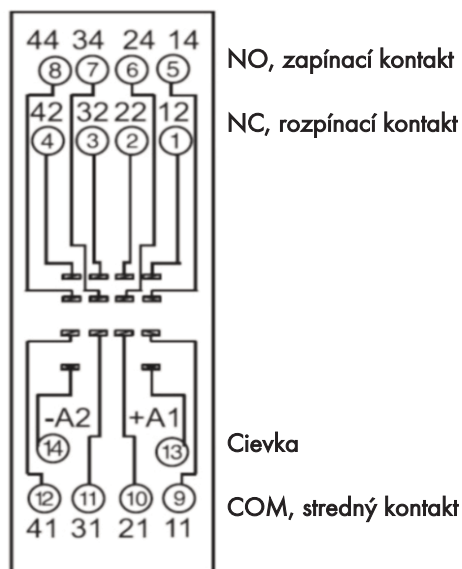 44 34 24 14
8 7 6 5
NO, zapínací kontakt
42 32 22 12
4 3 2 1
NC, rozpínací kontakt
-A2 +A1
14 13
Cievka
12 11 10 9
COM, stredný kontakt
41 31 21 11